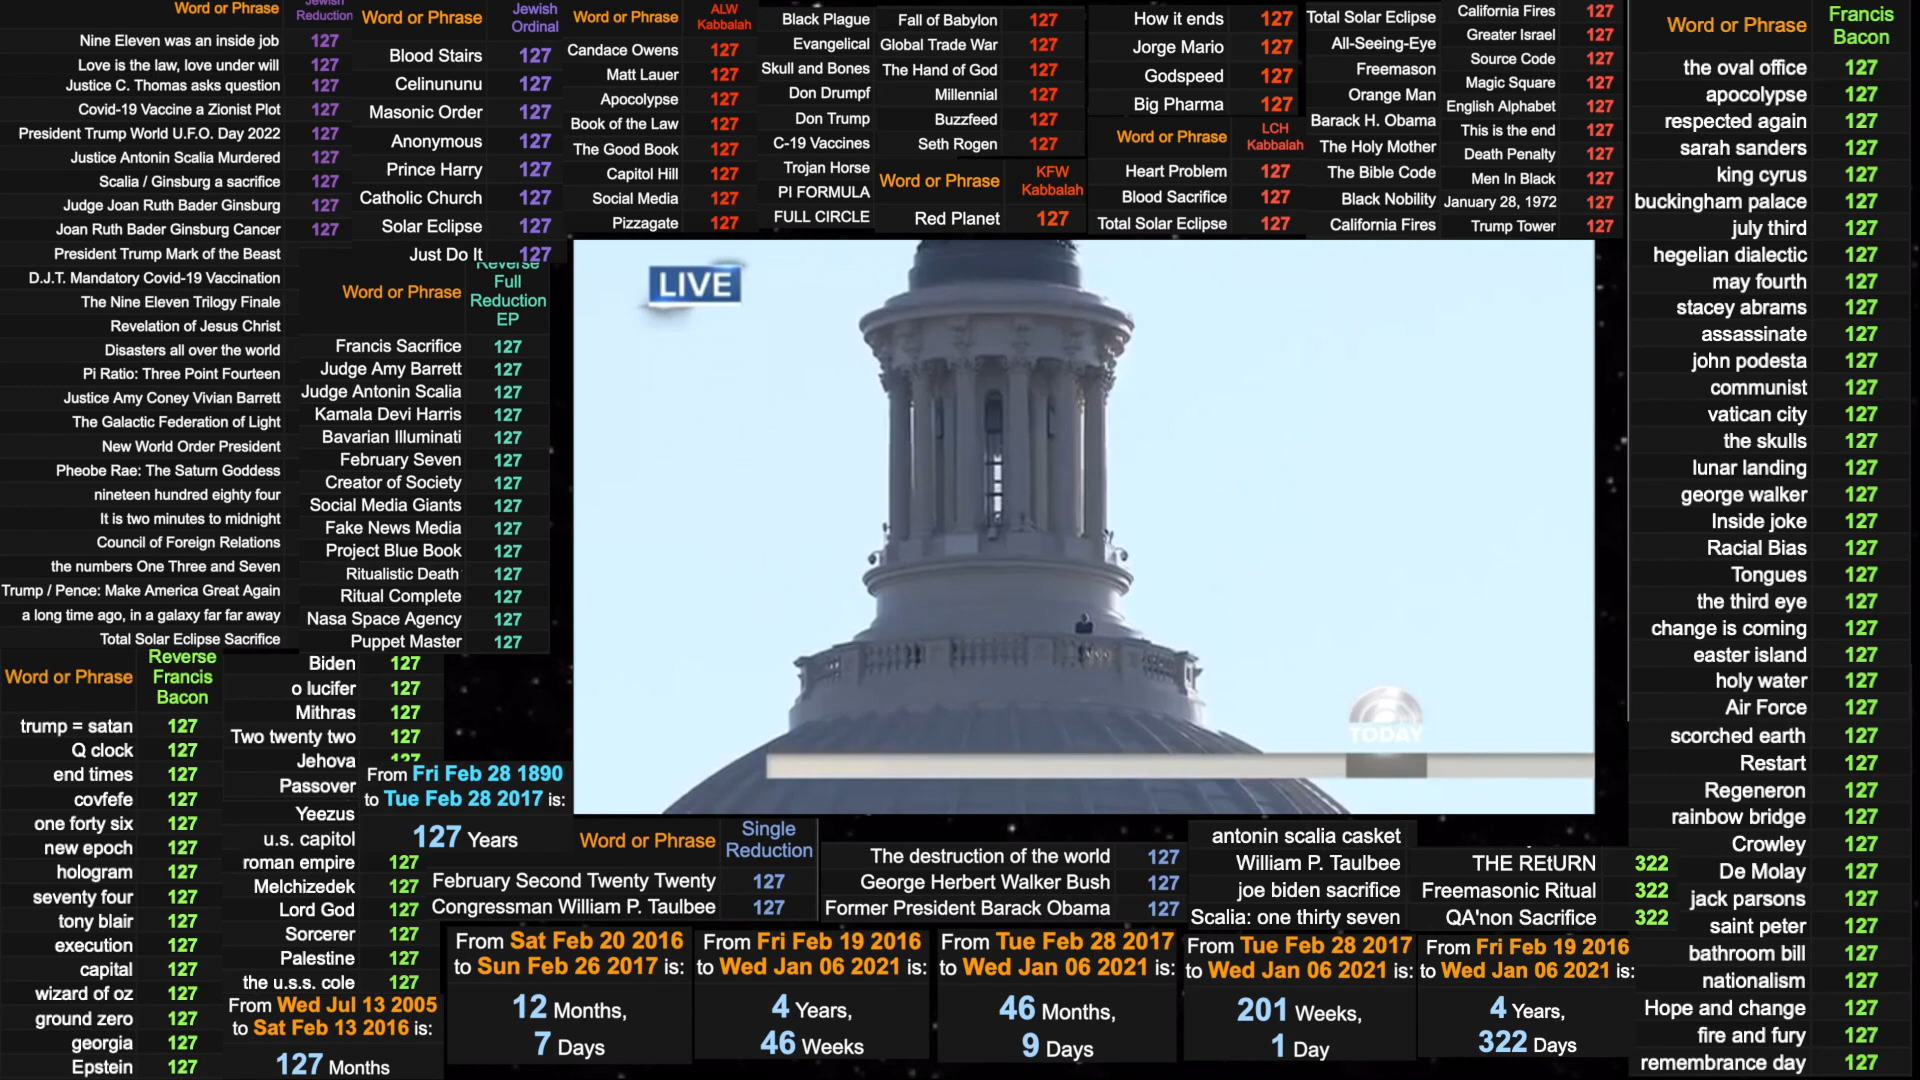 Word or Phrase
Jewish Reduction
Nine Eleven was an inside job 127
Love is the law, love under will 127
Justice C. Thomas asks question 127
Covid-19 Vaccine a Zionist Plot 127
President Trump World U.F.O. Day 2022 127
Justice Antonin Scalia Murdered 127
Scalia / Ginsburg a sacrifice 127
Judge Joan Ruth Bader Ginsburg 127
Joan Ruth Bader Ginsburg Cancer 127
President Trump Mark of the Beast
D.J.T. Mandatory Covid-19 Vaccination
The Nine Eleven Trilogy Finale
Revelation of Jesus Christ
Disasters all over the world
Pi Ratio: Three Point Fourteen
Justice Amy Coney Vivian Barrett
The Galactic Federation of Light
New World Order President
Pheobe Rae: The Saturn Goddess
nineteen hundred eighty four
It is two minutes to midnight
Council of Foreign Relations
the numbers One Three and Seven
Trump / Pence: Make America Great Again
a long time ago, in a galaxy far far away
Total Solar Eclipse Sacrifice
Word or Phrase
Jewish
Ordinal
Blood Stairs 127
Celinununu 127
Masonic Order 127
Anonymous 127
Prince Harry 127
Catholic Church 127
Solar Eclipse 127
Just Do It 127
Word or Phrase
Reverse
Full
Reduction
EP
Francis Sacrifice 127
Judge Amy Barrett 127
Judge Antonin Scalia 127
Kamala Devi Harris 127
Bavarian Illuminati 127
February Seven 127
Creator of Society 127
Social Media Giants 127
Fake News Media 127
Project Blue Book 127
Ritualistic Death 127
Ritual Complete 127
Nasa Space Agency 127
Puppet Master 127
Word or Phrase
ALW
Kabbalah
Candace Owens 127
Matt Lauer 127
Apocolypse 127
Book of the Law 127
The Good Book 127
Capitol Hill 127
Social Media 127
Pizzagate 127
Black Plague
Evangelical
Skull and Bones
Don Drumpf
Don Trump
C-19 Vaccines
Trojan Horse
PI FORMULA
FULL CIRCLE
Fall of Babylon 127
Global Trade War 127
The Hand of God 127
Millennial 127
Buzzfeed 127
Seth Rogen 127
Word or Phrase
KFW
Kabbalah
Red Planet 127
How it ends 127
Jorge Mario 127
Godspeed 127
Big Pharma 127
Word or Phrase
LCH
Kabbalah
Heart Problem 127
Blood Sacrifice 127
Total Solar Eclipse 127
Total Solar Eclipse
All-Seeing-Eye
Freemason
Orange Man
Barack H. Obama
The Holy Mother
The Bible Code
Black Nobility
California Fires
California Fires 127
Greater Israel 127
Source Code 127
Magic Square 127
English Alphabet 127
This is the end 127
Death Penalty 127
Men In Black 127
January 28, 1972 127
Trump Tower 127
Word or Phrase
Francis
Bacon
the oval office 127
apocolypse 127
respected again 127
sarah sanders 127
king cyrus 127
buckingham palace 127
july third 127
hegelian dialectic 127
may fourth 127
stacey abrams 127
assassinate 127
john podesta 127
communist 127
vatican city 127
the skulls 127
lunar landing 127
george walker 127
Inside joke 127
Racial Bias 127
Tongues 127
the third eye 127
change is coming 127
easter island 127
holy water 127
Air Force 127
scorched earth 127
Restart 127
Regeneron 127
rainbow bridge 127
Crowley 127
De Molay 127
jack parsons 127
saint peter 127
bathroom bill 127
nationalism 127
Hope and change 127
fire and fury 127
remembrance day 127
LIVE
TODAY
Word or Phrase
Reverse
Francis
Bacon
trump = satan 127
Q clock 127
end times 127
covfefe 127
one forty six 127
new epoch 127
hologram 127
seventy four 127
tony blair 127
execution 127
capital 127
wizard of oz 127
ground zero 127
georgia 127
Epstein 127
Biden 127
o lucifer 127
Mithras 127
Two twenty two 127
Jehova 127
Passover
Yeezus
u.s. capitol
roman empire 127
Melchizedek 127
Lord God 127
Sorcerer 127
Palestine 127
the u.s.s. cole 127
From Wed Jul 13 2005
to Sat Feb 13 2016 is:
127 Months
From Fri Feb 28 1890
to Tue Feb 28 2017 is:
127 Years
Word or Phrase
Single
Reduction
February Second Twenty Twenty 127
Congressman William P. Taulbee 127
The destruction of the world 127
George Herbert Walker Bush 127
Former President Barack Obama 127
antonin scalia casket
William P. Taulbee
joe biden sacrifice
Scalia: one thirty seven
THE REtURN 322
Freemasonic Ritual 322
QA'non Sacrifice 322
From Sat Feb 20 2016
to Sun Feb 26 2017 is:
12 Months,
7 Days
From Fri Feb 19 2016
to Wed Jan 06 2021 is:
4 Years,
46 Weeks
From Tue Feb 28 2017
to Wed Jan 06 2021 is:
46 Months,
9 Days
From Tue Feb 28 2017
to Wed Jan 06 2021 is:
201 Weeks,
1 Day
From Fri Feb 19 2016
to Wed Jan 06 2021 is:
4 Years,
322 Days